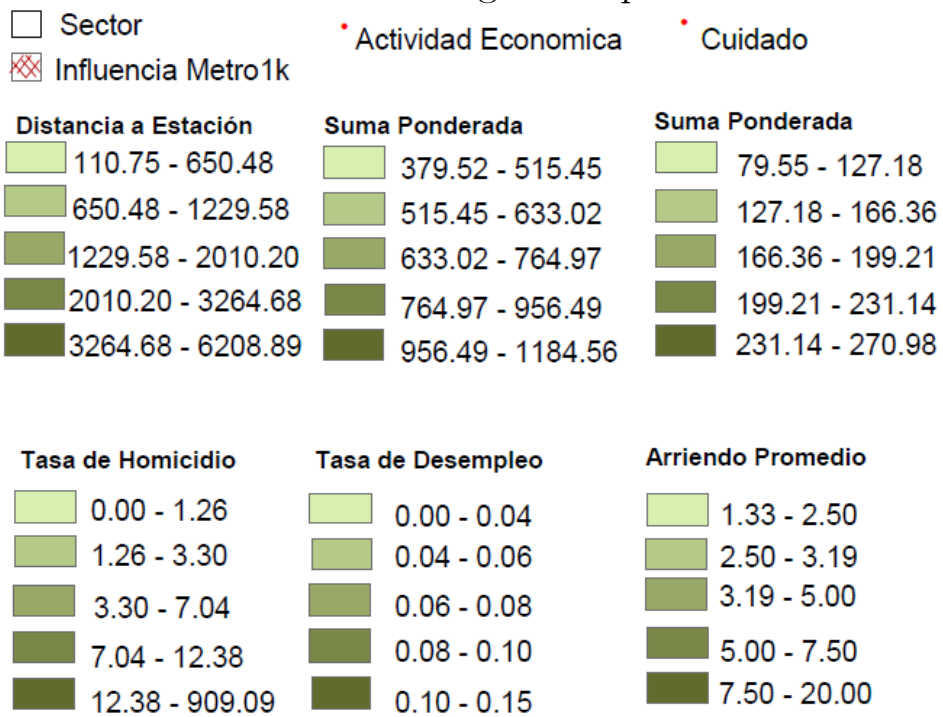 Sector
Influencia Metro1k
Actividad Economica
Cuidado
Distancia a Estación
110.75 - 650.48
650.48 - 1229.58
1229.58 - 2010.20
2010.20 - 3264.68
3264.68 - 6208.89
Suma Ponderada
379.52 - 515.45
515.45 - 633.02
633.02 - 764.97
764.97 - 956.49
956.49 - 1184.56
Suma Ponderada
79.55 - 127.18
127.18 - 166.36
166.36 - 199.21
199.21 - 231.14
231.14 - 270.98
Tasa de Homicidio
0.00 - 1.26
1.26 - 3.30
3.30 - 7.04
7.04 - 12.38
12.38 - 909.09
Tasa de Desempleo
0.00 - 0.04
0.04 - 0.06
0.06 - 0.08
0.08 - 0.10
0.10 - 0.15
Arriendo Promedio
1.33 - 2.50
2.50 - 3.19
3.19 - 5.00
5.00 - 7.50
7.50 - 20.00